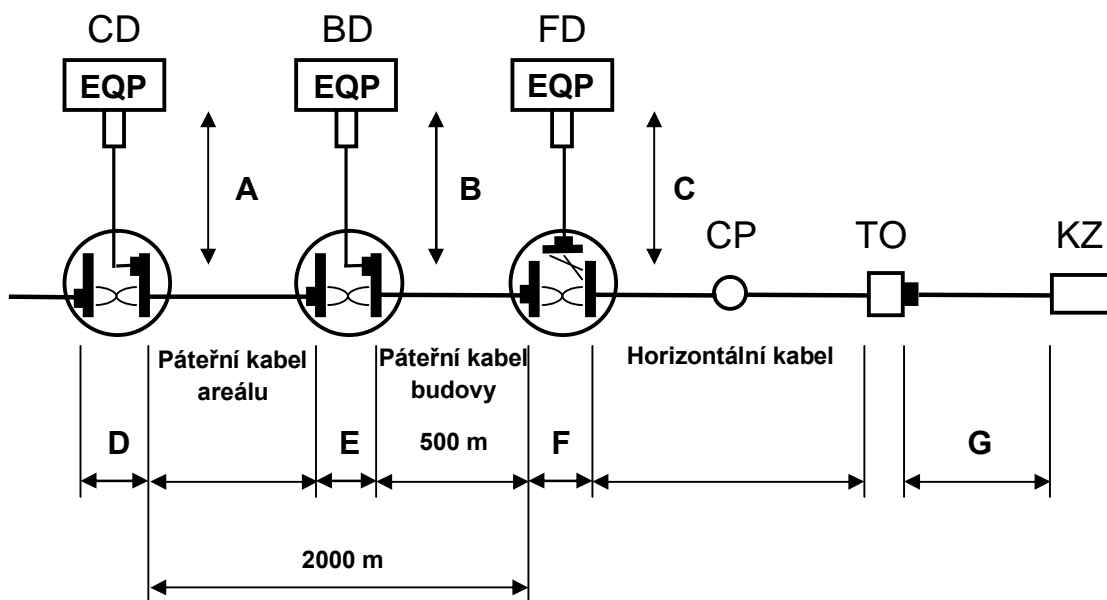 CD BD FD
EQP EQP EQP
A B C
CP TO KZ
Páteřní kabel
areálu
Páteřní kabel
budovy
Horizontální kabel
D E 500 m F G
2000 m